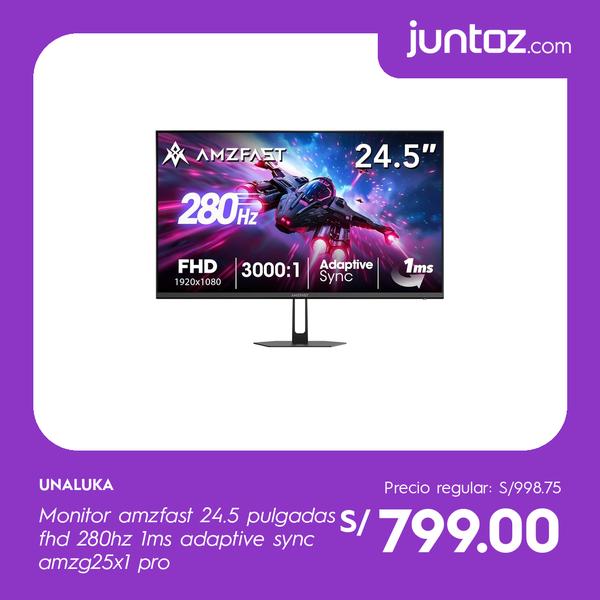 juntoz.com
AMZFAST
24.5"
280Hz
FHD
1920x1080
3000:1
Adaptive
Sync
1ms
UNALUKA
Precio regular: S/998.75
Monitor amzfast 24.5 pulgadas
fhd 280hz 1ms adaptive sync
amzg25x1 pro
S/ 799.00